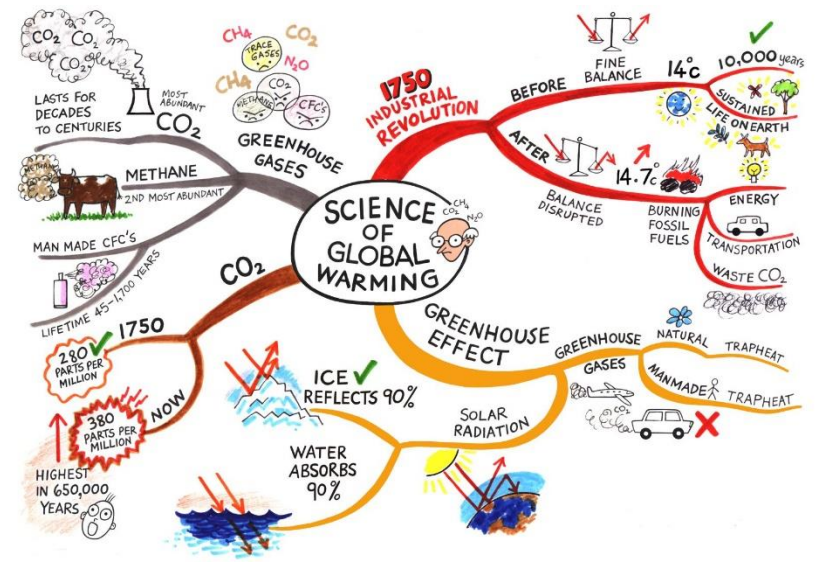 SCIENCE
OF
GLOBAL
WARMING
CO2
CH4
N2O
1750
INDUSTRIAL
REVOLUTION
BEFORE
FINE
BALANCE
14°c
10,000 years
SUSTAINED
LIFE ON EARTH
AFTER
BALANCE
DISRUPTED
14.7°c
BURNING
FOSSIL
FUELS
ENERGY
TRANSPORTATION
WASTE CO2
GREENHOUSE
EFFECT
GREENHOUSE
GASES
NATURAL
TRAPHEAT
MANMADE
TRAPHEAT
CO2
SOLAR
RADIATION
ICE
REFLECTS 90%
WATER
ABSORBS
90%
CO2
1750
280
PARTS PER
MILLION
NOW
380
PARTS PER
MILLION
HIGHEST
IN 650,000
YEARS
GREENHOUSE
GASES
CH4
CO2
TRACE
GASES
N2O
CH4
CO2
METHANE
CFC's
CO2
CO2
CO2
LASTS FOR
DECADES
TO CENTURIES
MOST
ABUNDANT
CO2
METHANE
METHANE
2ND MOST ABUNDANT
MAN MADE CFC'S
LIFETIME 45-1,700 YEARS